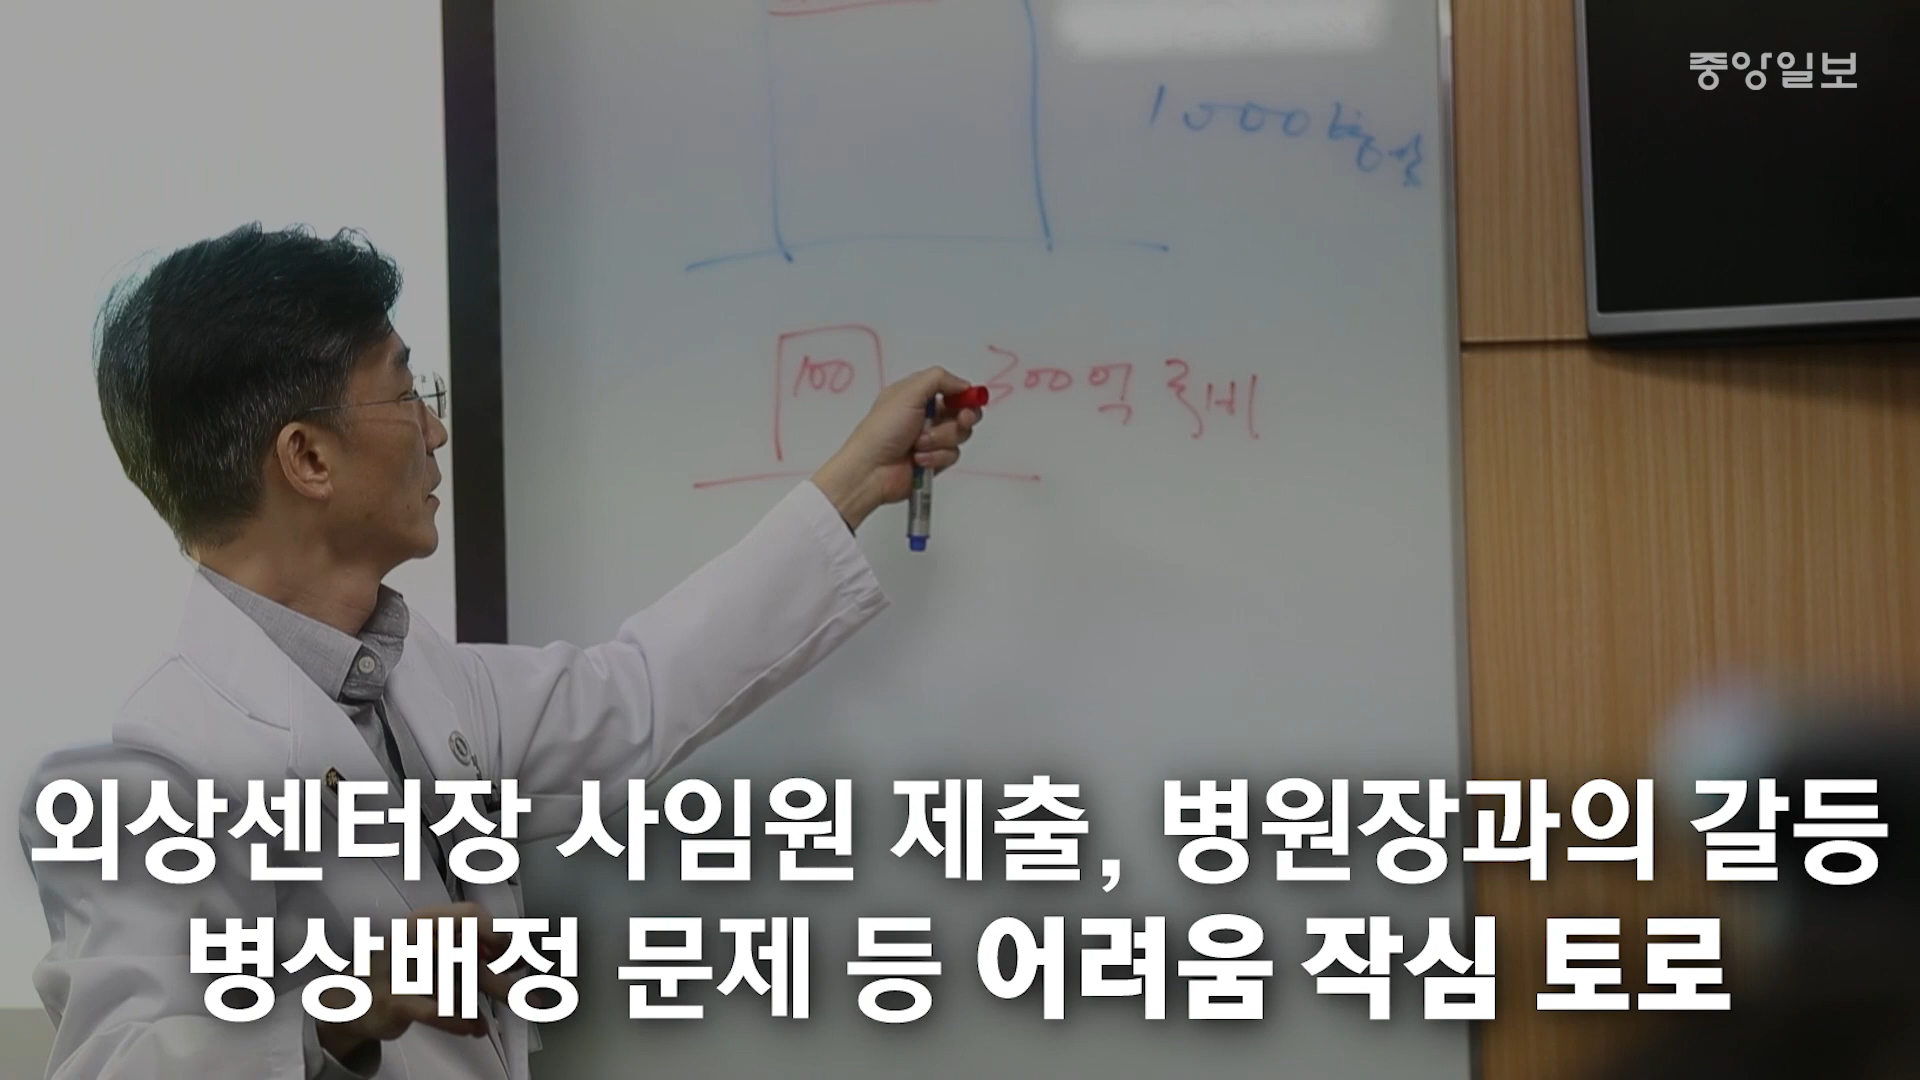 중앙일보
1000병상
100 300억 준비
외상센터장 사임원 제출, 병원장과의 갈등
병상배정 문제 등 어려움 작심 토로